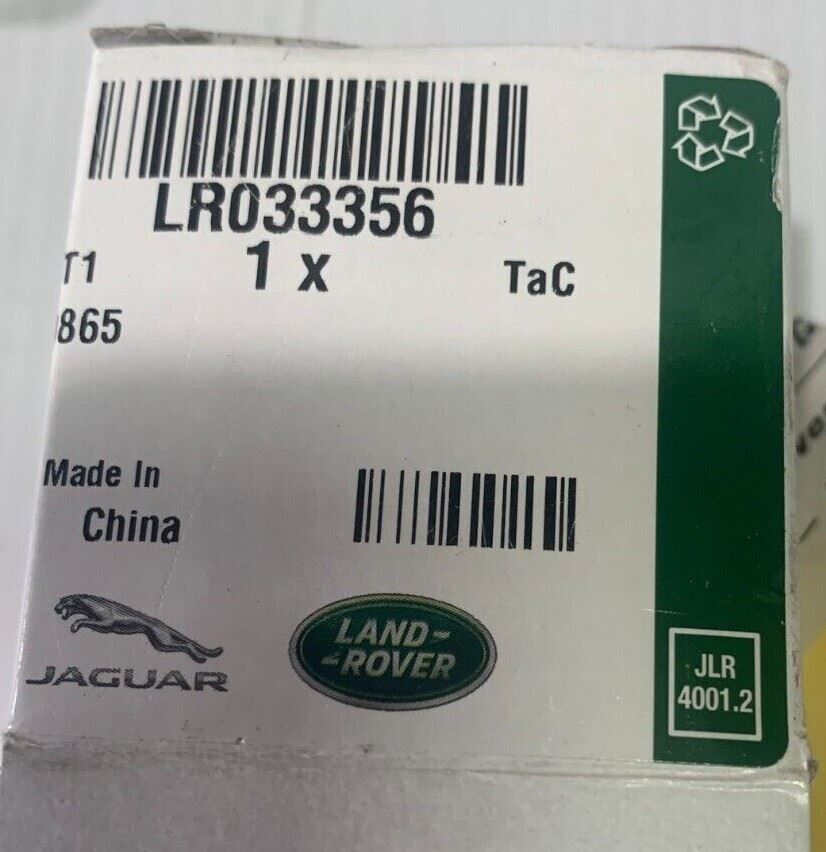 LR033356
T1 1 x TaC
865
Made In
China
JAGUAR
LAND-
-ROVER
JLR
4001.2